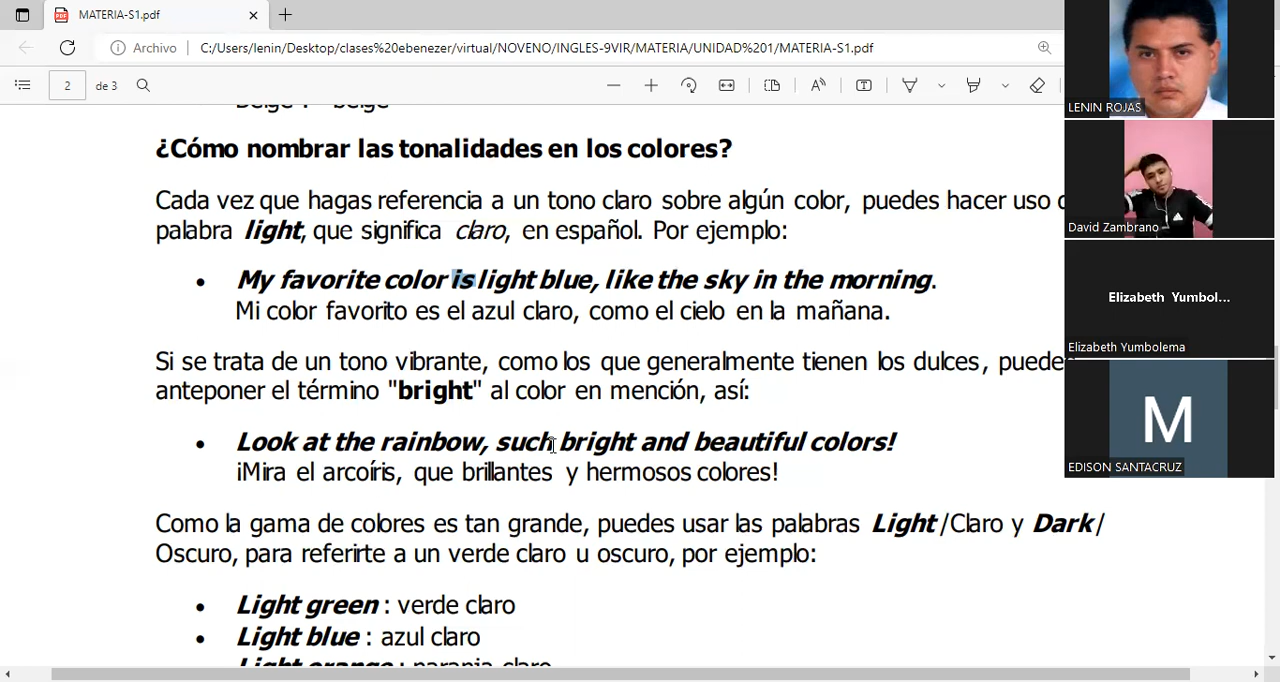 MATERIA-S1.pdf
Archivo
C:/Users/lenin/Desktop/clases%20ebenezer/virtual/NOVENO/INGLES-9VIR/MATERIA/UNIDAD%201/MATERIA-S1.pdf
2 de 3
Beige : beige
¿Cómo nombrar las tonalidades en los colores?
Cada vez que hagas referencia a un tono claro sobre algún color, puedes hacer uso
palabra light, que significa claro, en español. Por ejemplo:
• My favorite color is light blue, like the sky in the morning.
Mi color favorito es el azul claro, como el cielo en la mañana.
Si se trata de un tono vibrante, como los que generalmente tienen los dulces, puede
anteponer el término "bright" al color en mención, así:
• Look at the rainbow, such bright and beautiful colors!
¡Mira el arcoíris, que brillantes y hermosos colores!
Como la gama de colores es tan grande, puedes usar las palabras Light /Claro y Dark /
Oscuro, para referirte a un verde claro u oscuro, por ejemplo:
• Light green : verde claro
• Light blue : azul claro
Light orange : naranja claro
LENIN ROJAS
David Zambrano
Elizabeth Yumbol...
Elizabeth Yumbolema
M
EDISON SANTACRUZ